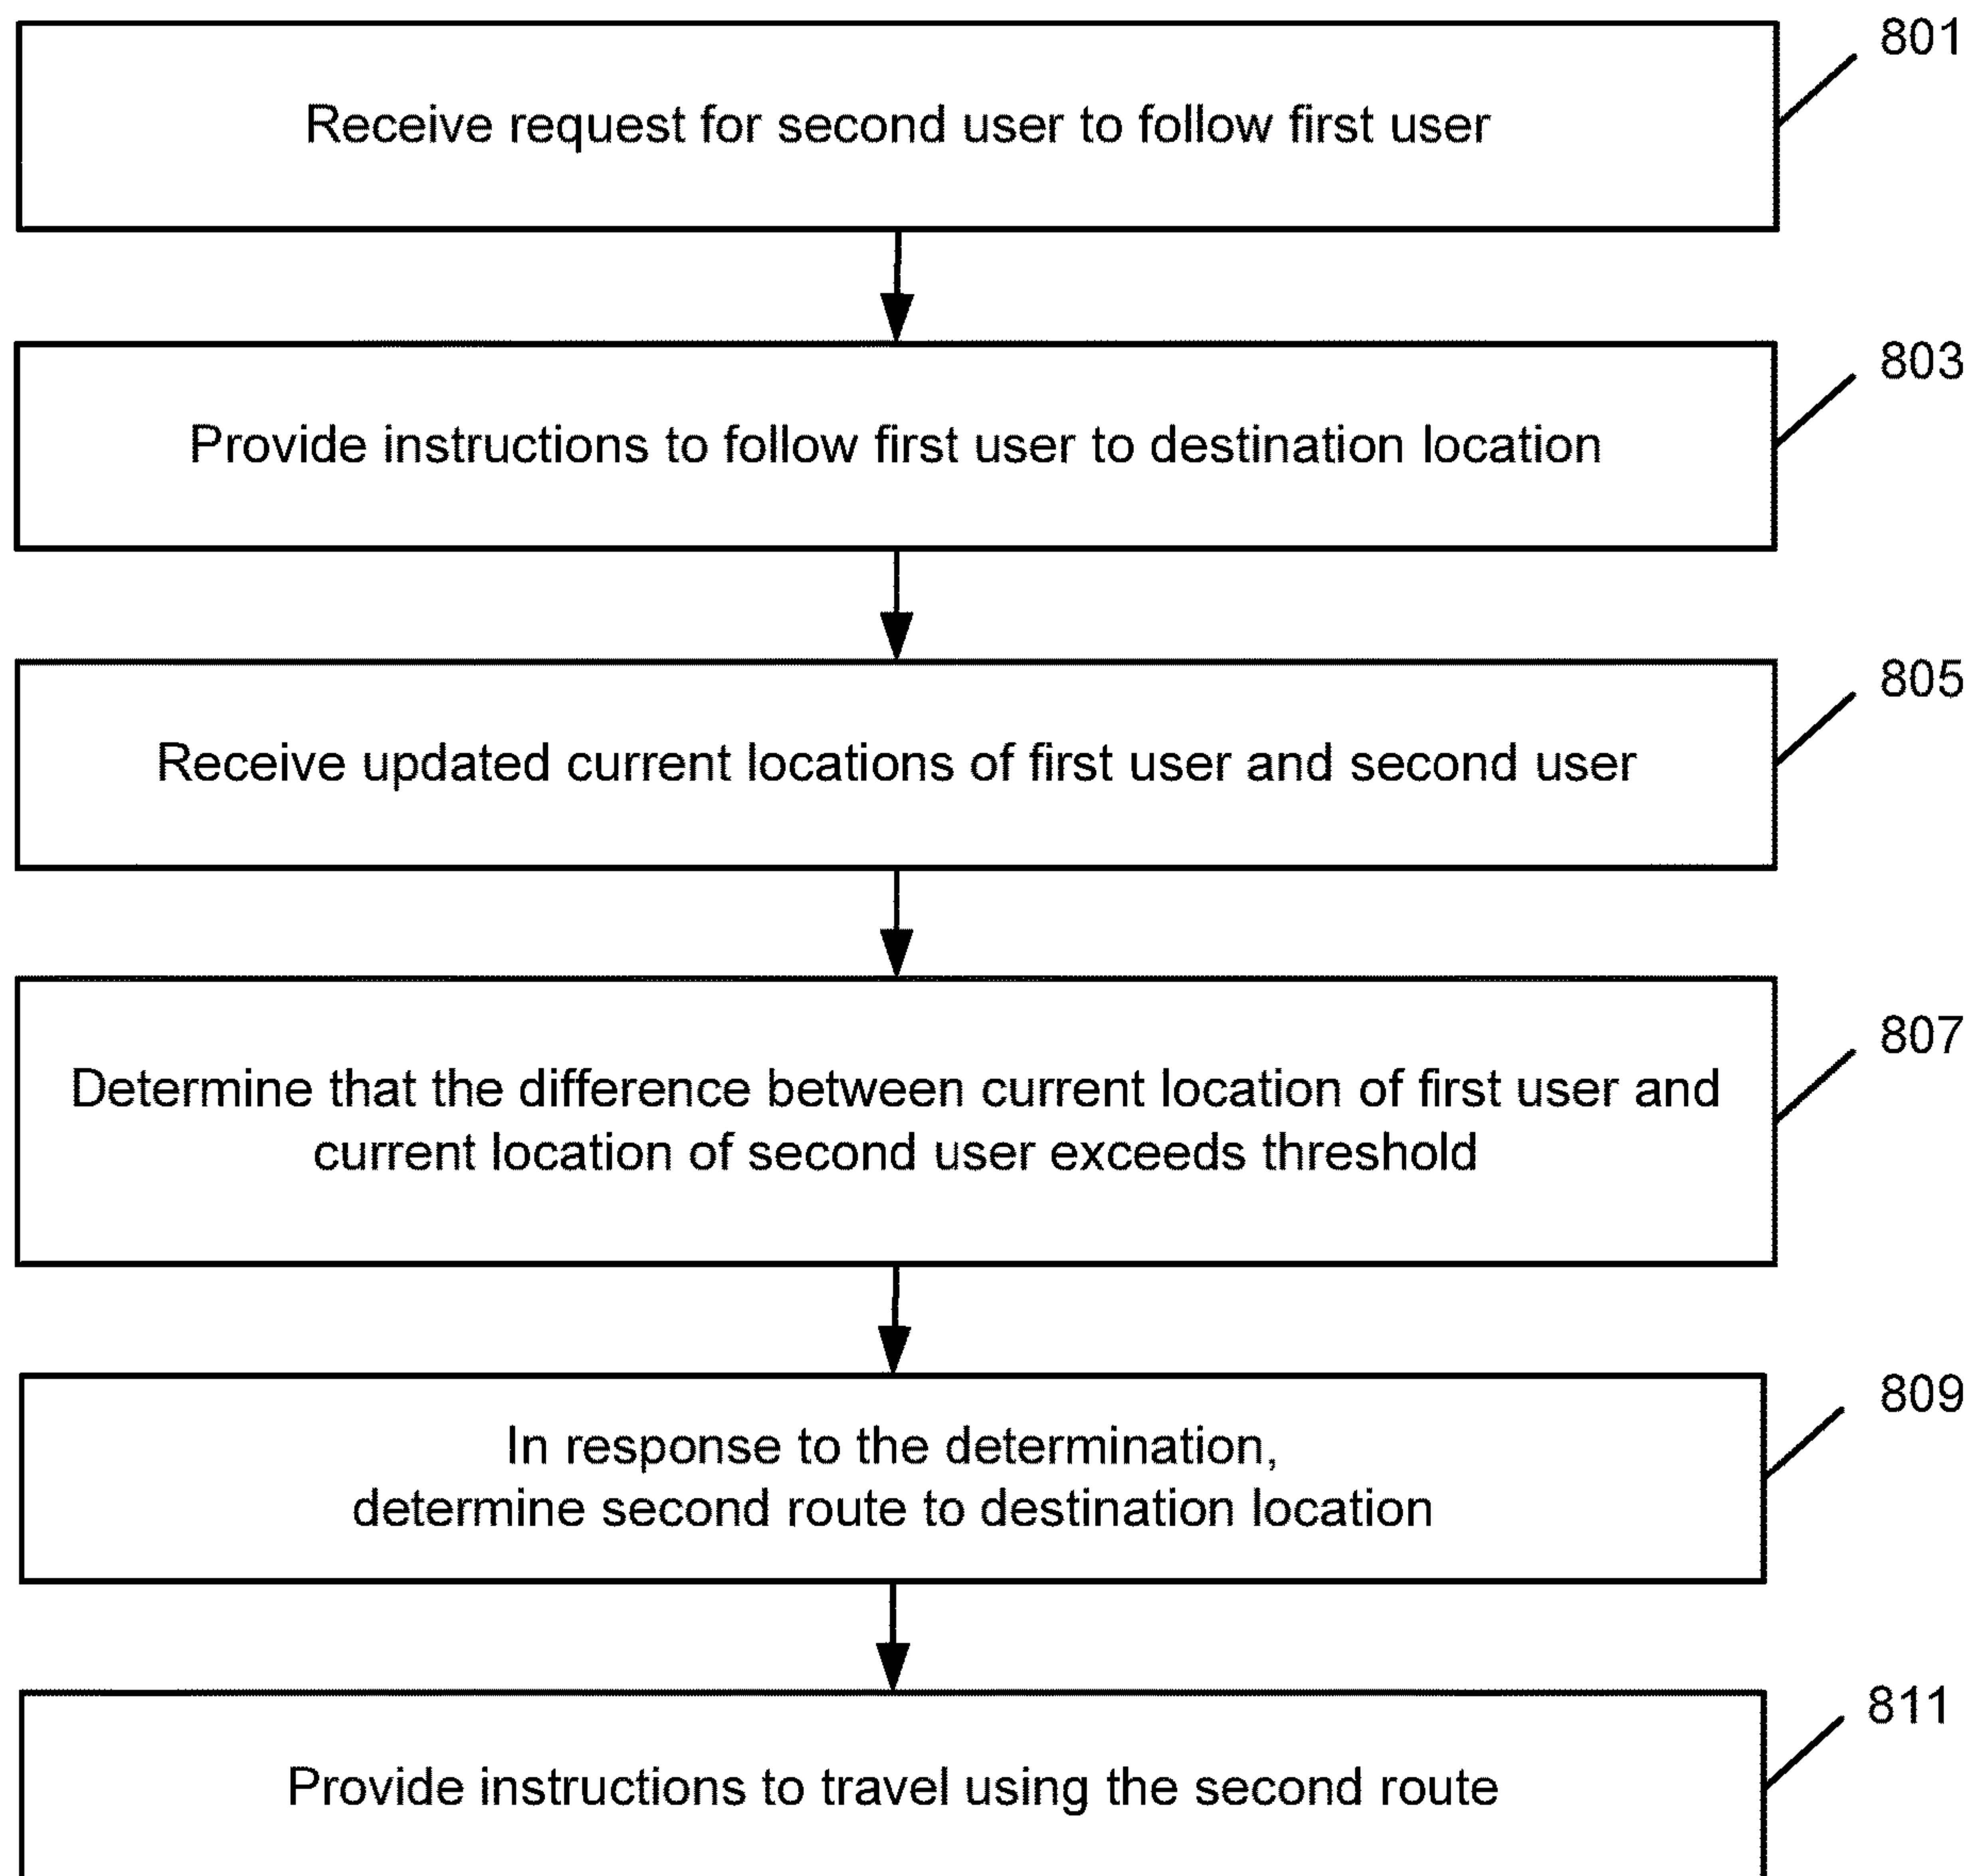 801
Receive request for second user to follow first user
803
Provide instructions to follow first user to destination location
805
Receive updated current locations of first user and second user
807
Determine that the difference between current location of first user and
current location of second user exceeds threshold
809
In response to the determination,
determine second route to destination location
811
Provide instructions to travel using the second route